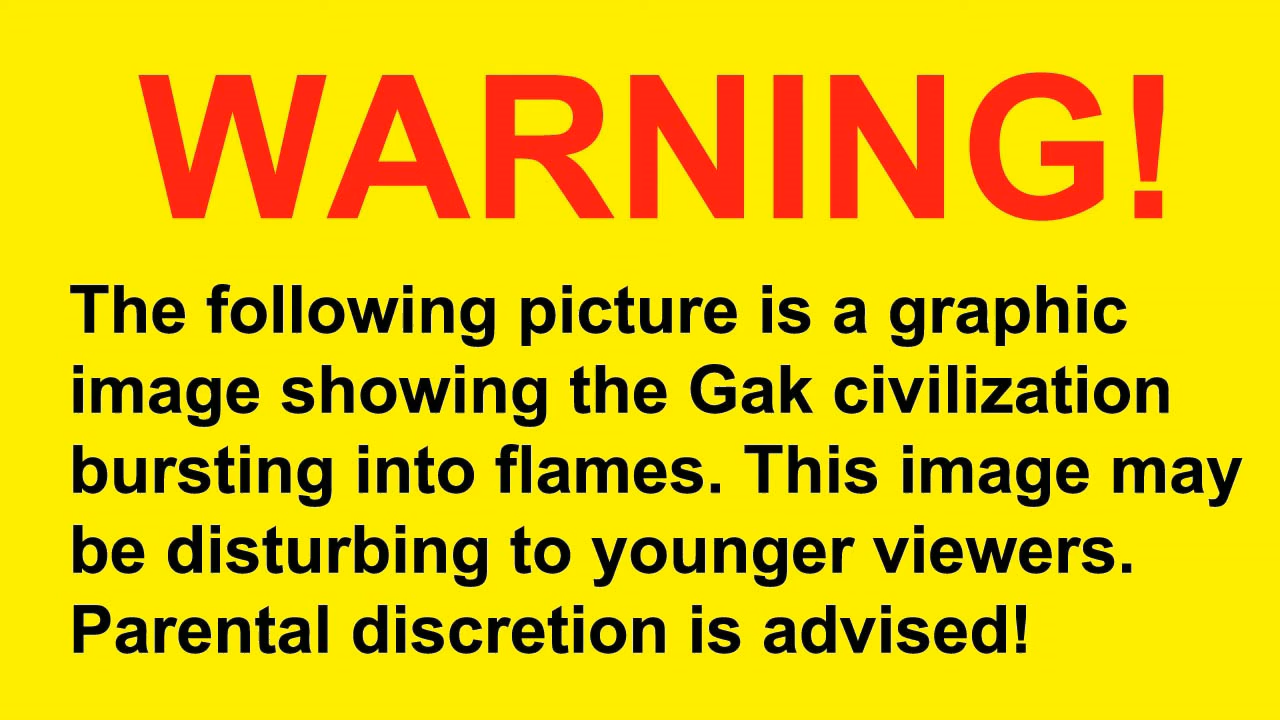 WARNING!
The following picture is a graphic
image showing the Gak civilization
bursting into flames. This image may
be disturbing to younger viewers.
Parental discretion is advised!